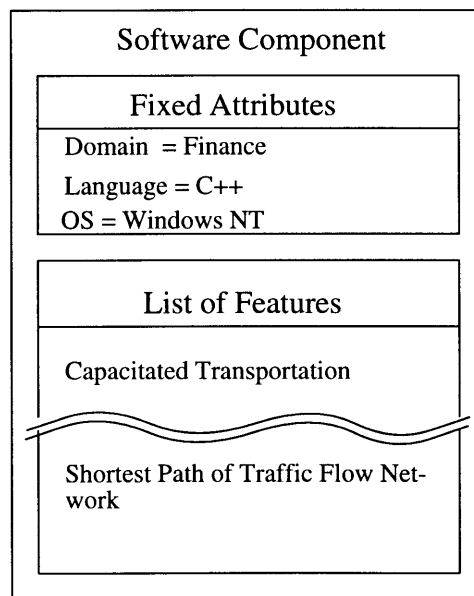 Software Component
Fixed Attributes
Domain = Finance
Language = C++
OS = Windows NT
List of Features
Capacitated Transportation
Shortest Path of Traffic Flow Net-
work